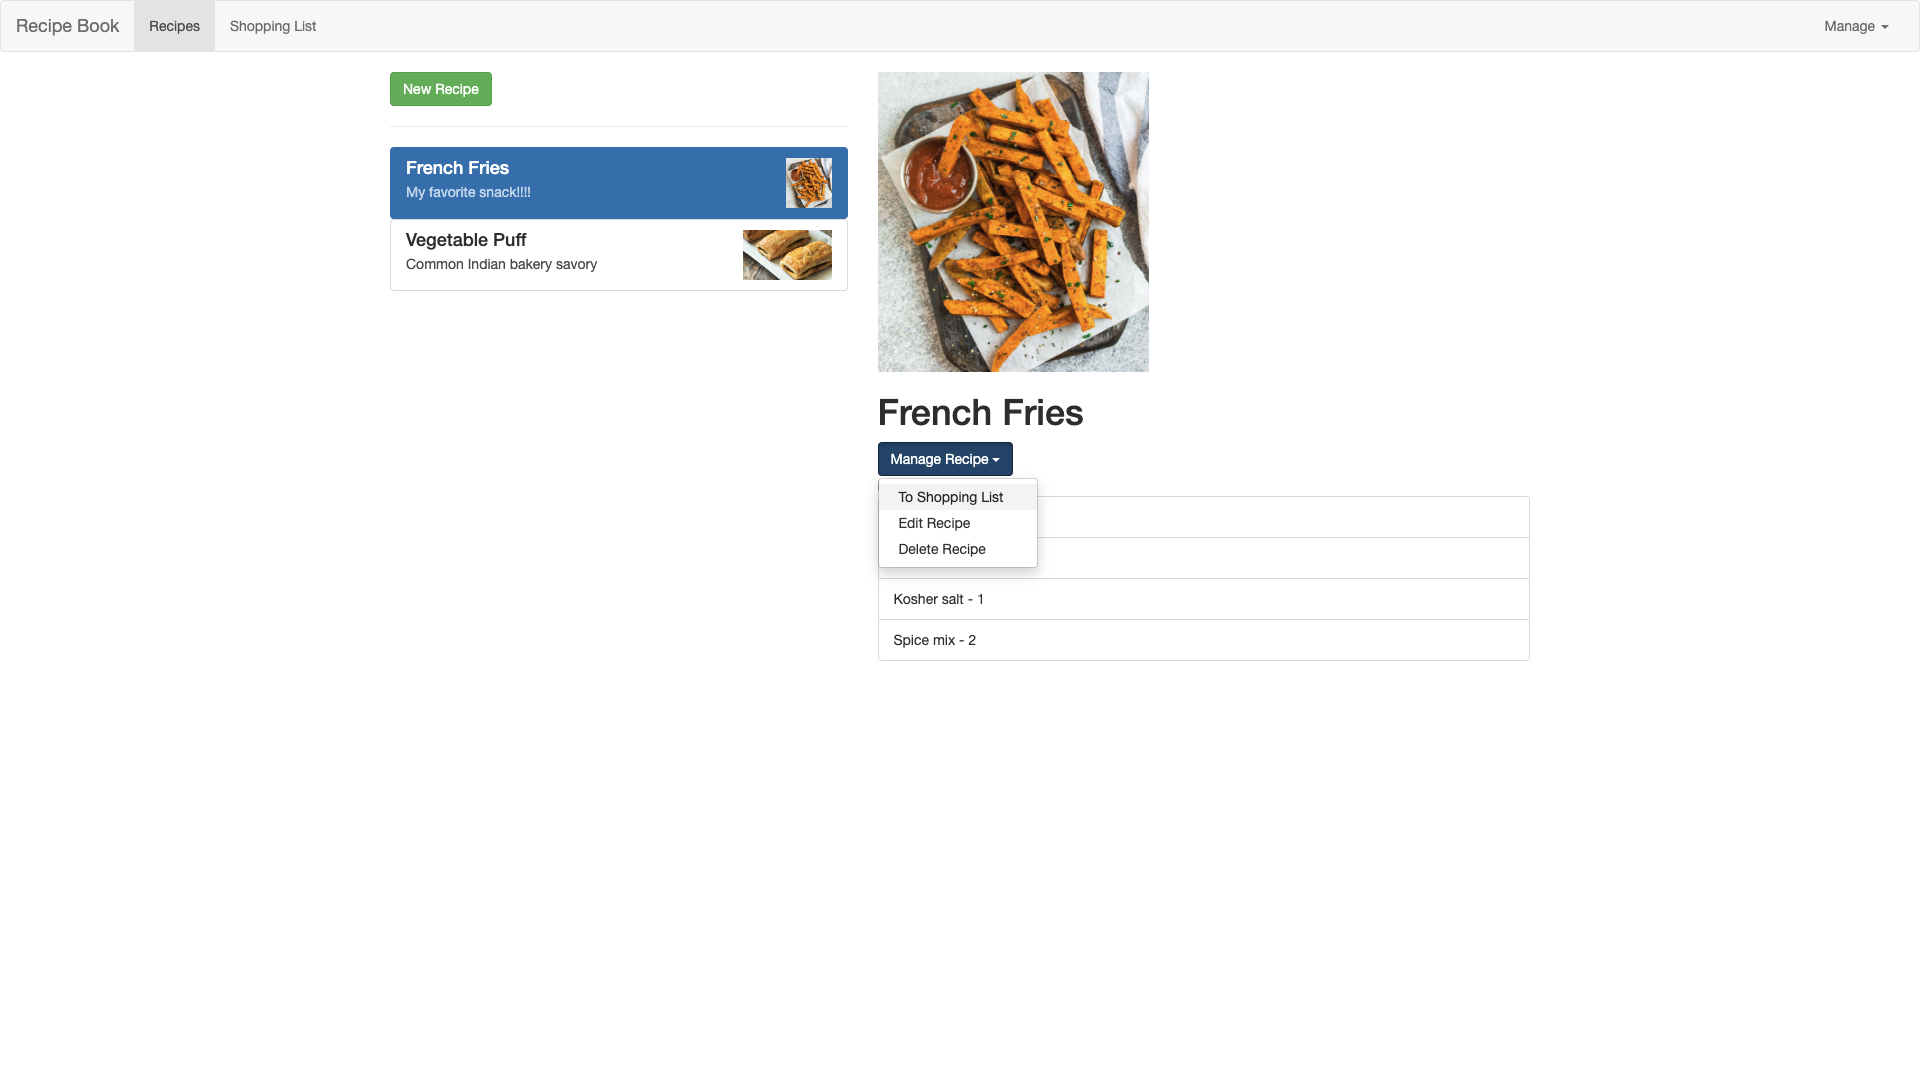 Recipe Book
Recipes
Shopping List
Manage
New Recipe
French Fries
My favorite snack!!!!
Vegetable Puff
Common Indian bakery savory
French Fries
Manage Recipe
To Shopping List
Edit Recipe
Delete Recipe
Kosher salt - 1
Spice mix - 2